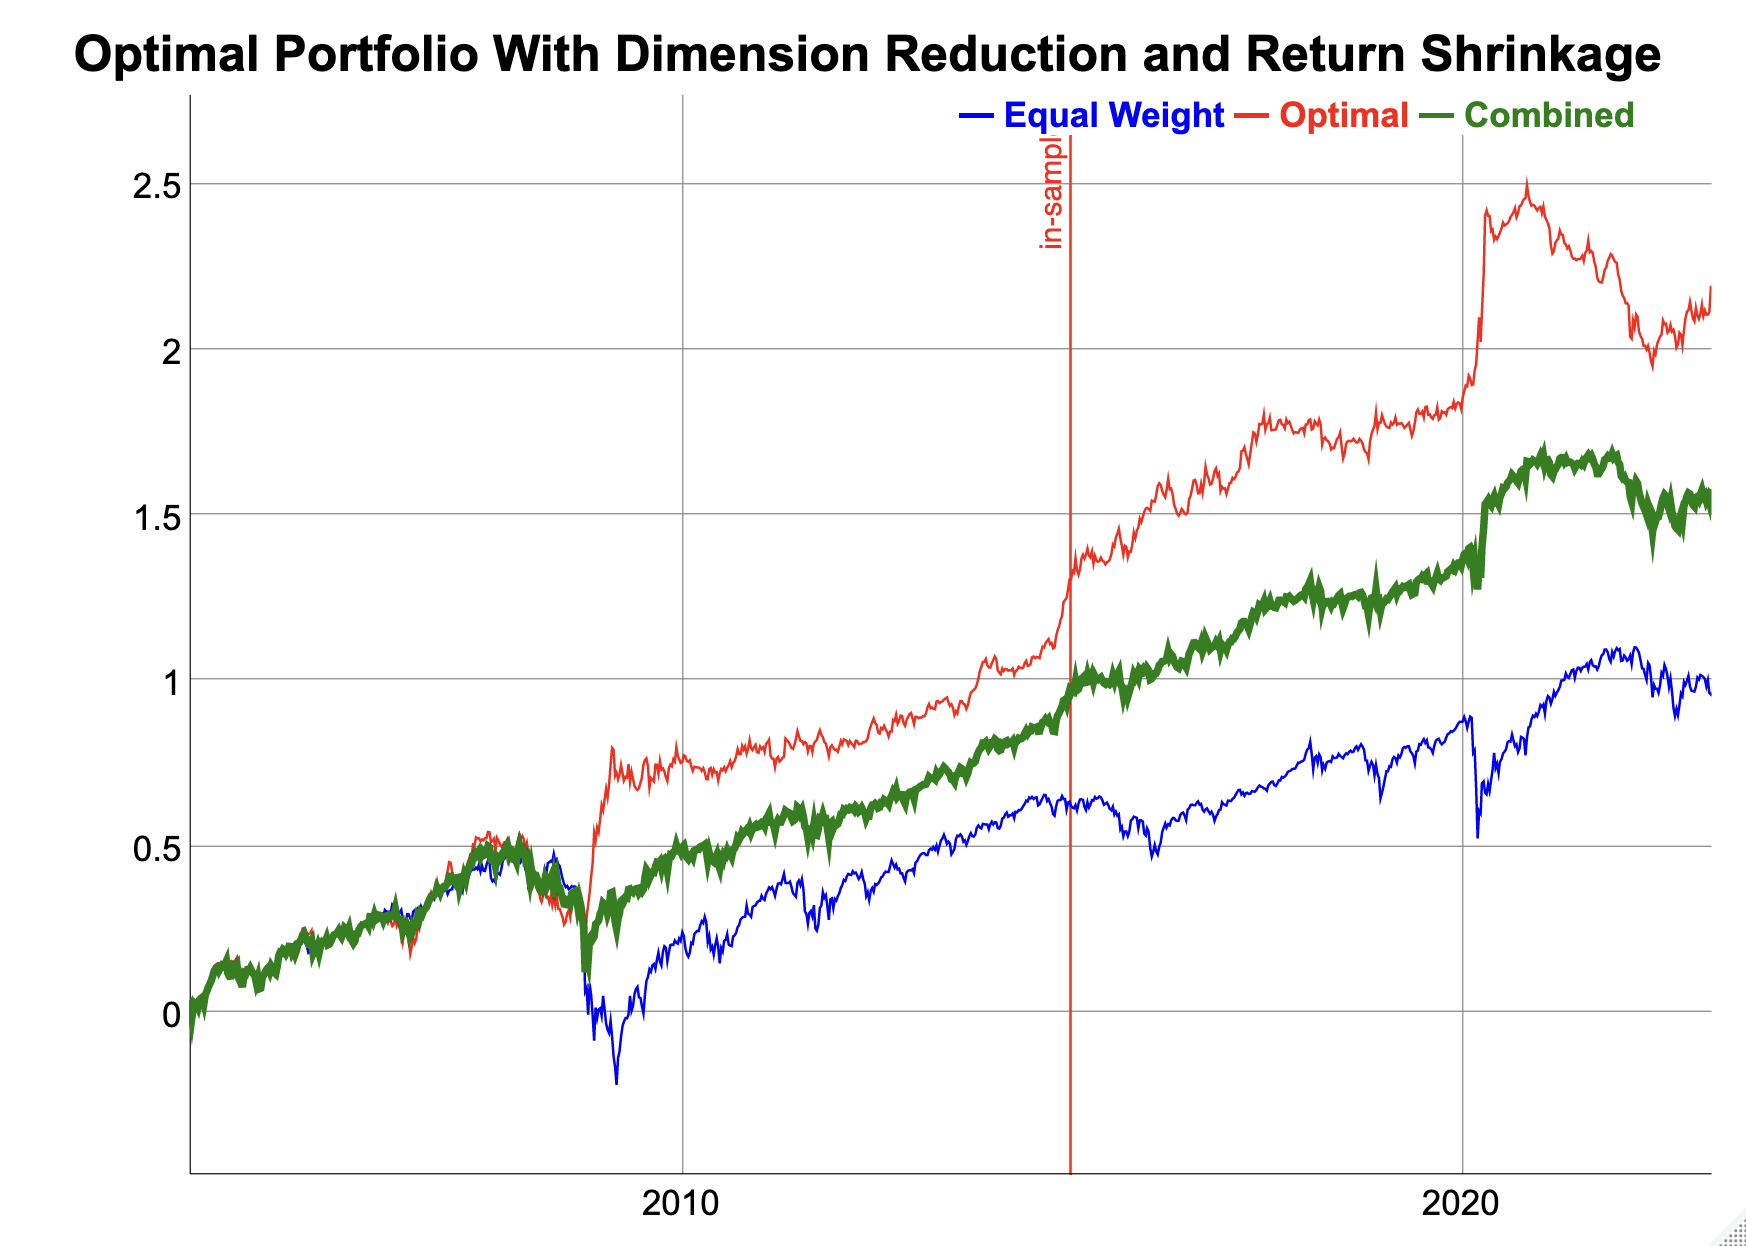 Optimal Portfolio With Dimension Reduction and Return Shrinkage
Equal Weight Optimal Combined
in-sampl
2.5
2
1.5
1
0.5
0
2010 2020